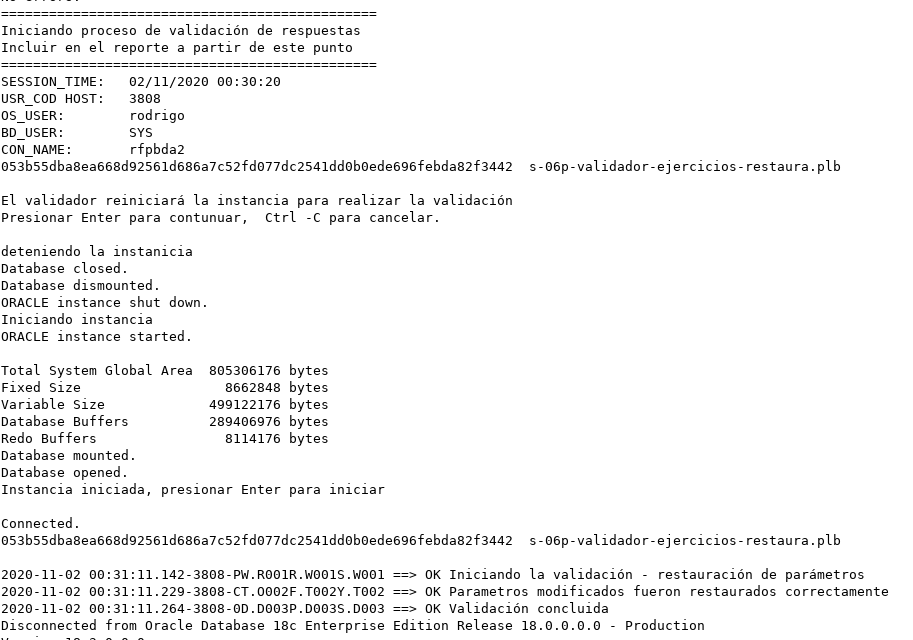 ================================================
Iniciando proceso de validación de respuestas
Incluir en el reporte a partir de este punto
================================================
SESSION_TIME:   02/11/2020 00:30:20
USR_COD HOST:   3808
OS_USER:        rodrigo
BD_USER:        SYS
CON_NAME:       rfpbda2
053b55dba8ea668d92561d686a7c52fd077dc2541dd0b0ede696febda82f3442  s-06p-validador-ejercicios-restaura.plb
El validador reiniciará la instancia para realizar la validación
Presionar Enter para contunuar,  Ctrl -C para cancelar.
deteniendo la instanicia
Database closed.
Database dismounted.
ORACLE instance shut down.
Iniciando instancia
ORACLE instance started.
Total System Global Area  805306176 bytes
Fixed Size                  8662848 bytes
Variable Size             499122176 bytes
Database Buffers          289406976 bytes
Redo Buffers                8114176 bytes
Database mounted.
Database opened.
Instancia iniciada, presionar Enter para iniciar
Connected.
053b55dba8ea668d92561d686a7c52fd077dc2541dd0b0ede696febda82f3442  s-06p-validador-ejercicios-restaura.plb
2020-11-02 00:31:11.142-3808-PW.R001R.W001S.W001 ==> OK Iniciando la validación - restauración de parámetros
2020-11-02 00:31:11.229-3808-CT.O002F.T002Y.T002 ==> OK Parametros modificados fueron restaurados correctamente
2020-11-02 00:31:11.264-3808-0D.D003P.D003S.D003 ==> OK Validación concluida
Disconnected from Oracle Database 18c Enterprise Edition Release 18.0.0.0.0 - Production